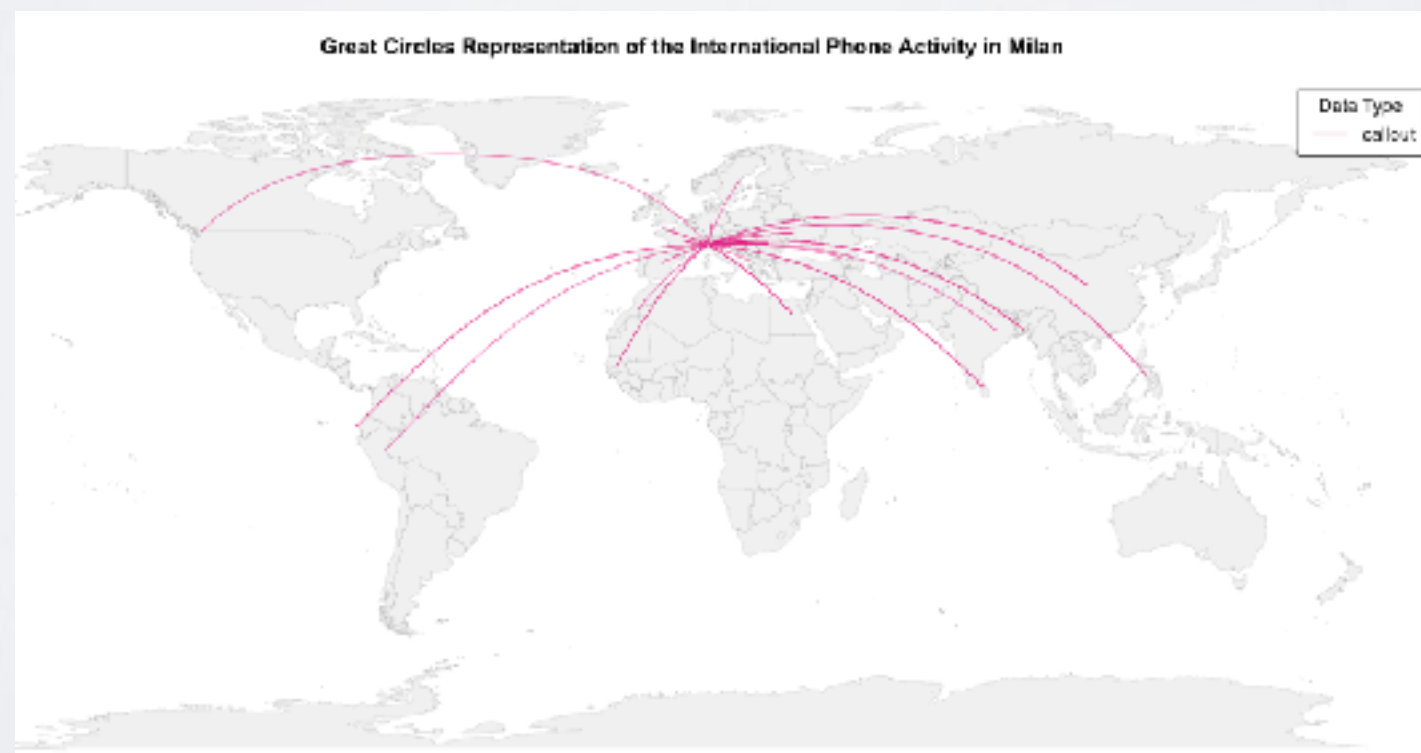 Great Circles Representation of the International Phone Activity in Milan
Data Type
callout